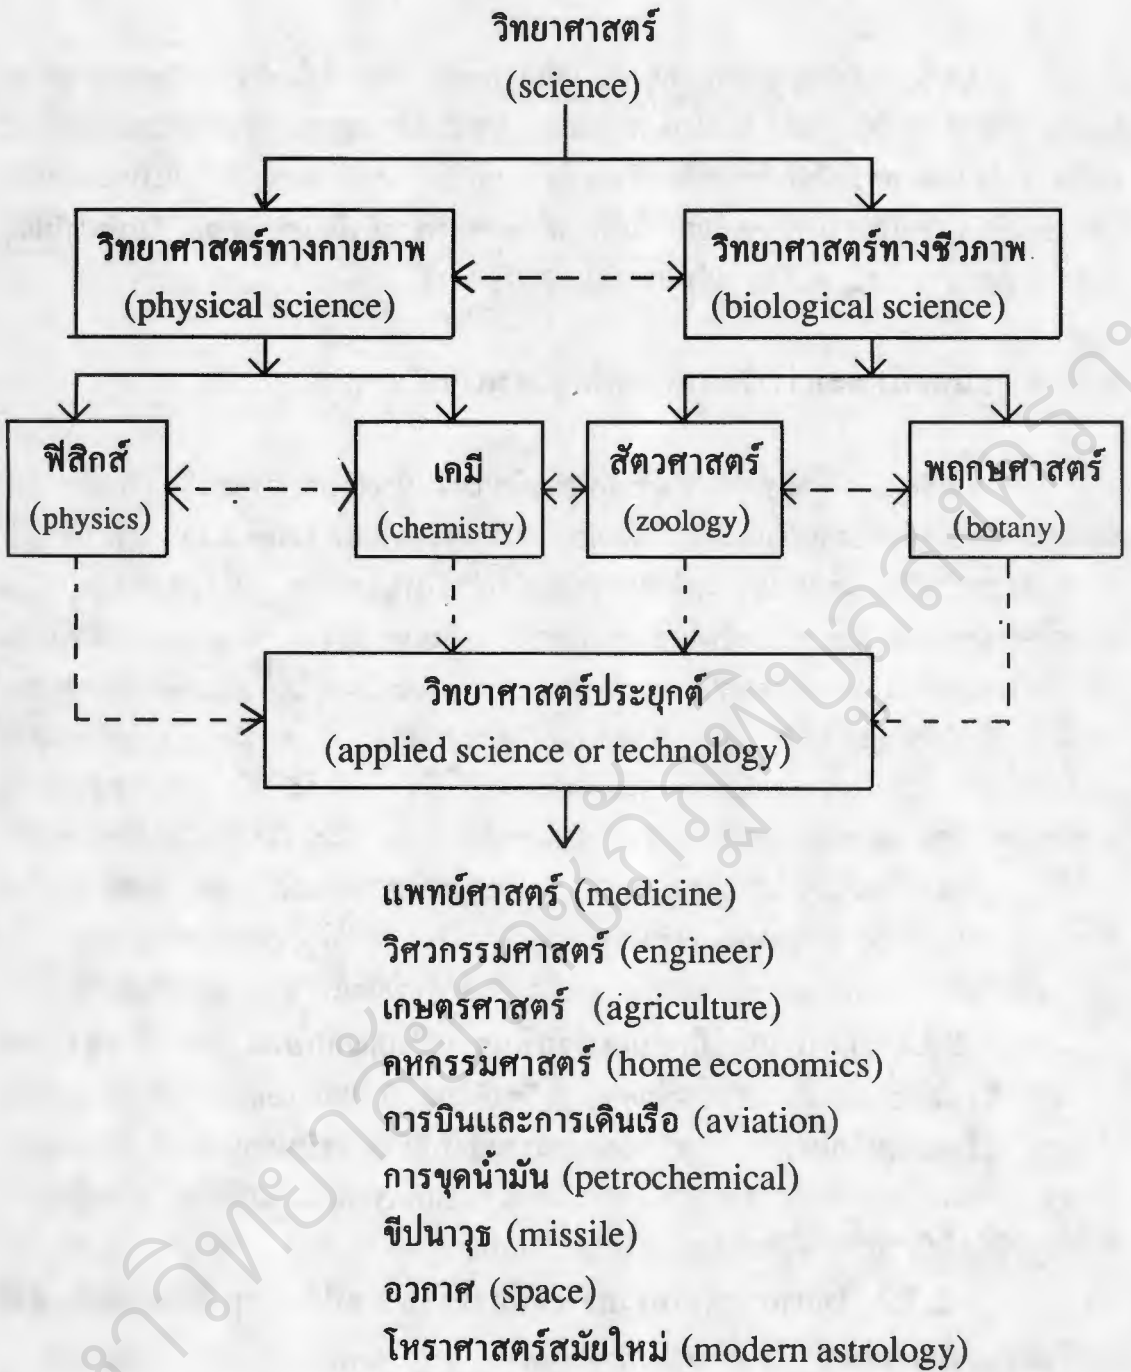 วิทยาศาสตร์
(science)
วิทยาศาสตร์ทางกายภาพ
(physical science)
วิทยาศาสตร์ทางชีวภาพ
(biological science)
ฟิสิกส์
(physics)
เคมี
(chemistry)
สัตวศาสตร์
(zoology)
พฤกษศาสตร์
(botany)
วิทยาศาสตร์ประยุกต์
(applied science or technology)
แพทย์ศาสตร์ (medicine)
วิศวกรรมศาสตร์ (engineer)
เกษตรศาสตร์ (agriculture)
คหกรรมศาสตร์ (home economics)
การบินและการเดินเรือ (aviation)
การขุดน้ำมัน (petrochemical)
ขีปนาวุธ (missile)
อวกาศ (space)
โหราศาสตร์สมัยใหม่ (modern astrology)